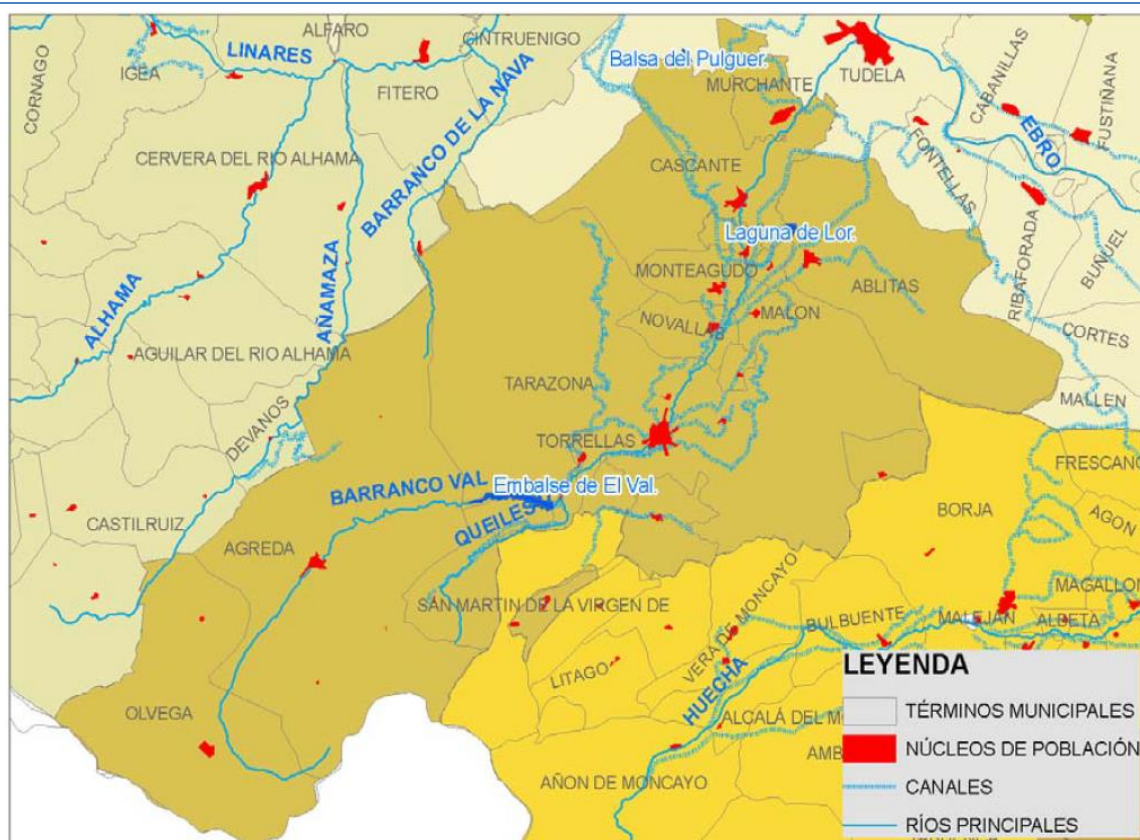 CORNAGO
IGEA
LINARES
ALFARO
CINTRUENIGO
FITERO
BARRANCO DE LA NAVA
Balsa del Pulguer.
MURCHANTE
TUDELA
CABANILLAS
FUSTIÑANA
EBRO
CERVERA DEL RIO ALHAMA
CASCANTE
FONTELLAS
RIBAFORADA
BUÑUEL
Laguna de Lor.
ALHAMA
AÑAMAZA
MONTEAGUDO
ABLITAS
NOVALLAS
MALON
CORTES
AGUILAR DEL RIO ALHAMA
TARAZONA
MALLEN
DEVANOS
TORRELLAS
FRESCANO
BARRANCO VAL
Embalse de El Val.
QUEILES
BORJA
AGON
CASTILRUIZ
AGREDA
MAGALLON
SAN MARTIN DE LA VIRGEN DE
VERA DE MONCAYO
BULBUENTE
MALEJAN
ALBETA
LITAGO
HUECHA
OLVEGA
ALCALÁ DEL M
AMB
AÑON DE MONCAYO
LEYENDA
TÉRMINOS MUNICIPALES
NÚCLEOS DE POBLACIÓN
CANALES
RÍOS PRINCIPALES